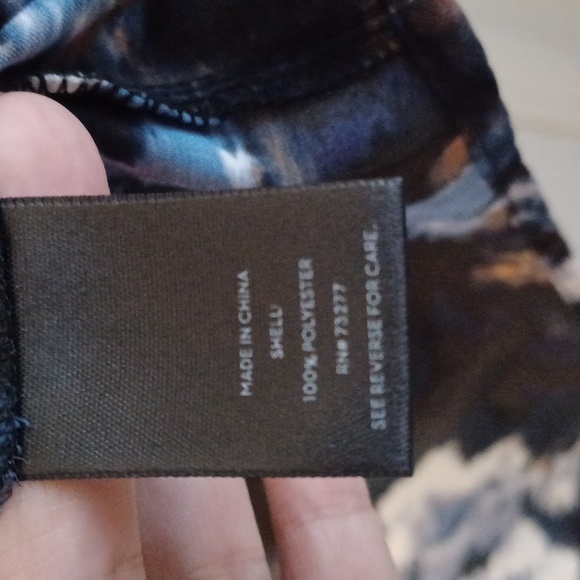 MADE IN CHINA
SHELL:
100% POLYESTER
RN# 73277
SEE REVERSE FOR CARE.